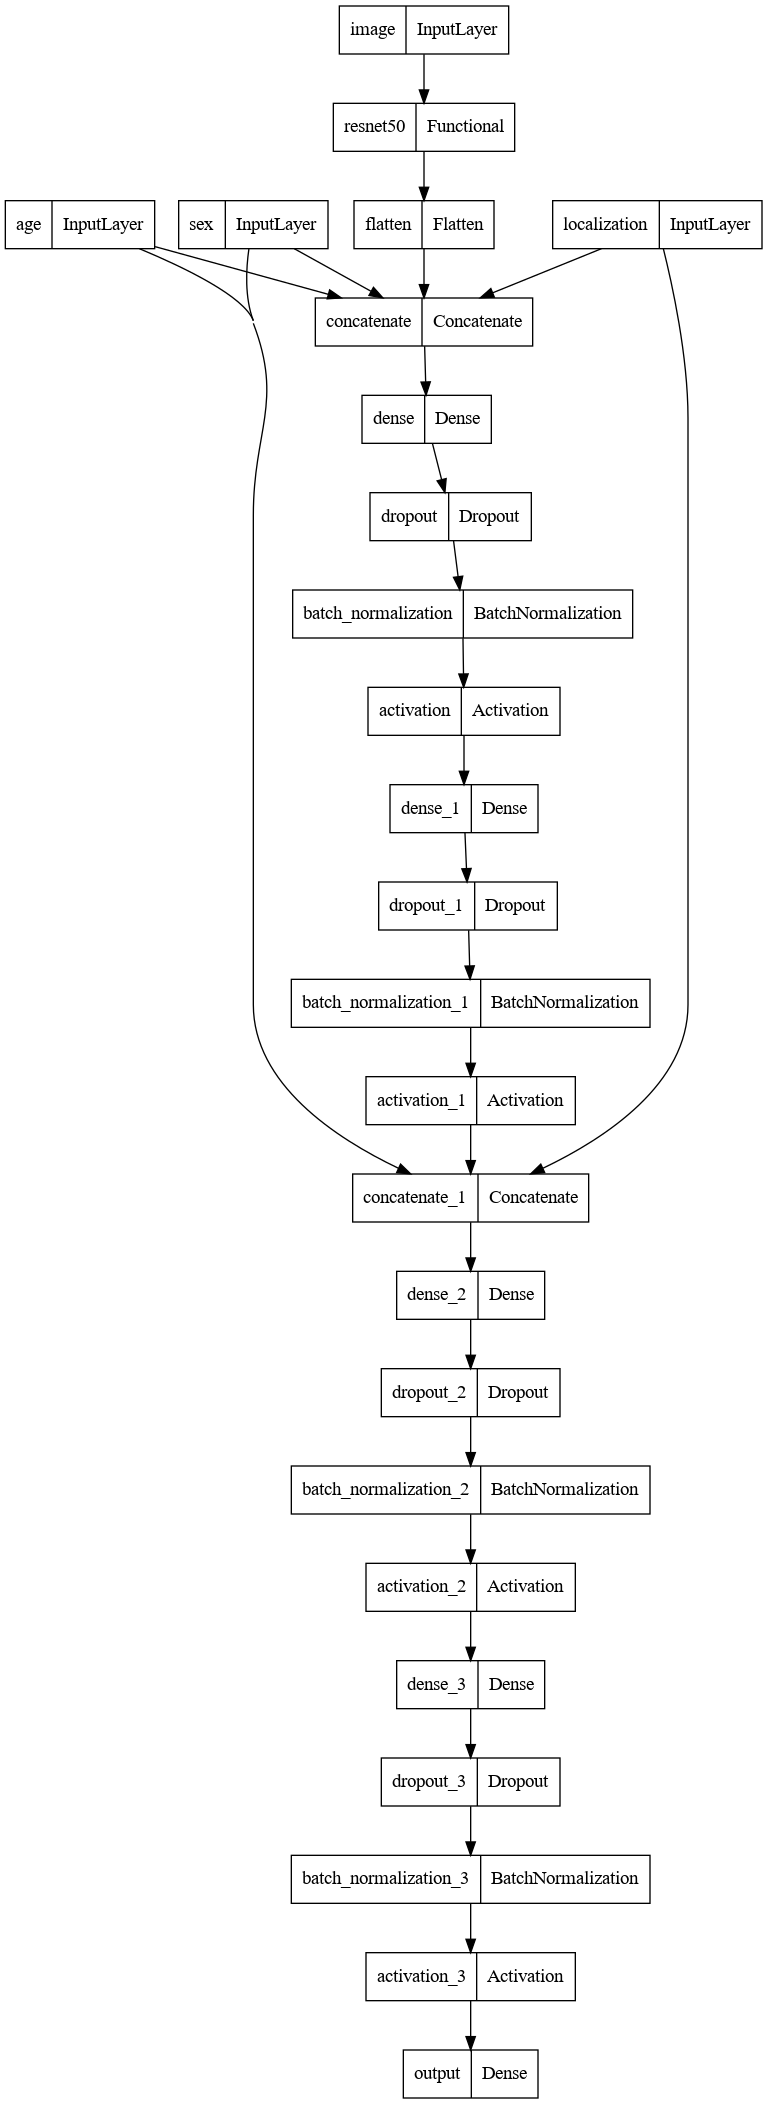 image InputLayer
resnet50 Functional
age InputLayer
sex InputLayer
flatten Flatten
localization InputLayer
concatenate Concatenate
dense Dense
dropout Dropout
batch_normalization BatchNormalization
activation Activation
dense_1 Dense
dropout_1 Dropout
batch_normalization_1 BatchNormalization
activation_1 Activation
concatenate_1 Concatenate
dense_2 Dense
dropout_2 Dropout
batch_normalization_2 BatchNormalization
activation_2 Activation
dense_3 Dense
dropout_3 Dropout
batch_normalization_3 BatchNormalization
activation_3 Activation
output Dense